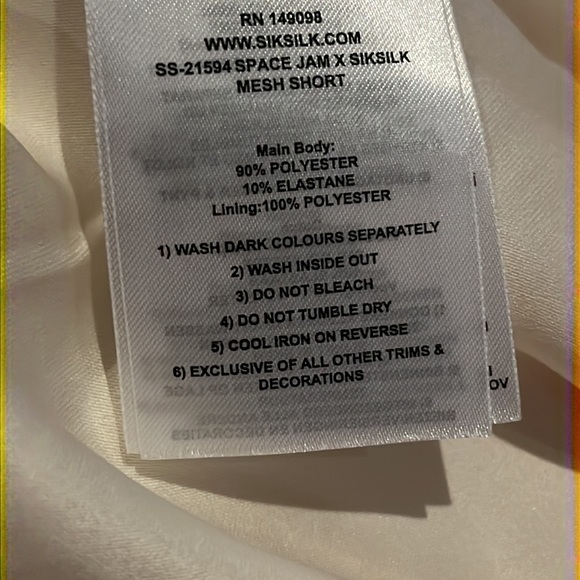 RN 149098
WWW.SIKSILK.COM
SS-21594 SPACE JAM X SIKSILK
MESH SHORT
Main Body:
90% POLYESTER
10% ELASTANE
Lining:100% POLYESTER
1) WASH DARK COLOURS SEPARATELY
2) WASH INSIDE OUT
3) DO NOT BLEACH
4) DO NOT TUMBLE DRY
5) COOL IRON ON REVERSE
6) EXCLUSIVE OF ALL OTHER TRIMS &
DECORATIONS
OV